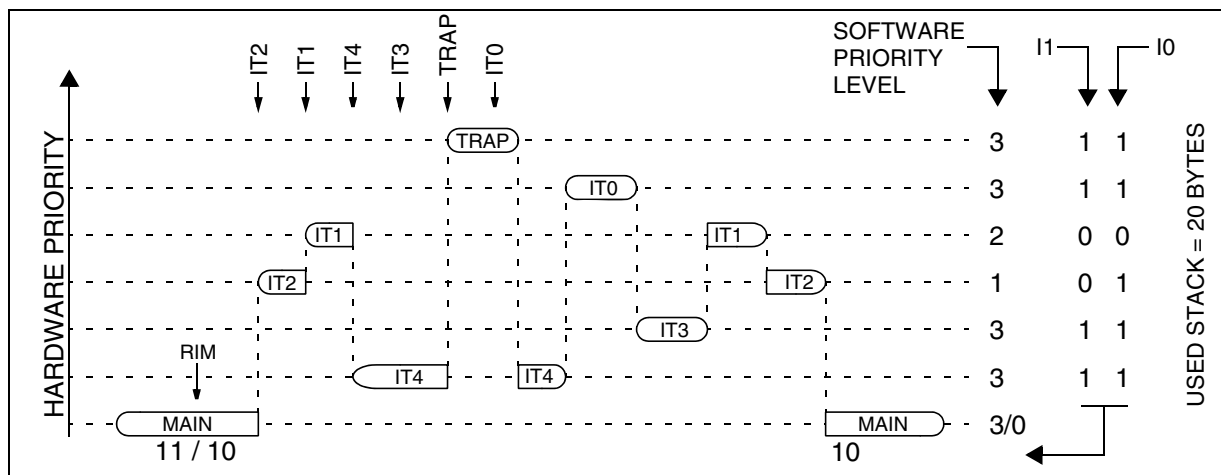 IT2
IT1
IT4
IT3
TRAP
IT0
SOFTWARE
PRIORITY
LEVEL
I1
I0
HARDWARE PRIORITY
TRAP
3
1 1
IT0
3
1 1
IT1
IT1
2
0 0
IT2
IT2
1
0 1
IT3
3
1 1
RIM
IT4
IT4
3
1 1
MAIN
MAIN
3/0
11 / 10
10
USED STACK = 20 BYTES